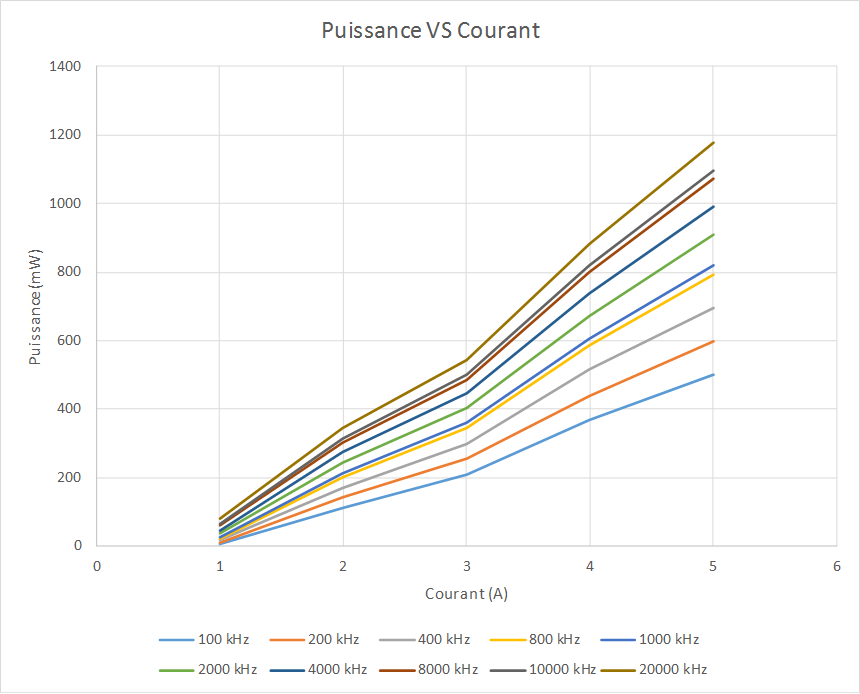 Puissance VS Courant
1400
1200
1000
800
600
400
200
0
Puissance (mW)
0 1 2 3 4 5 6
Courant (A)
100 kHz 200 kHz 400 kHz 800 kHz 1000 kHz
2000 kHz 4000 kHz 8000 kHz 10000 kHz 20000 kHz